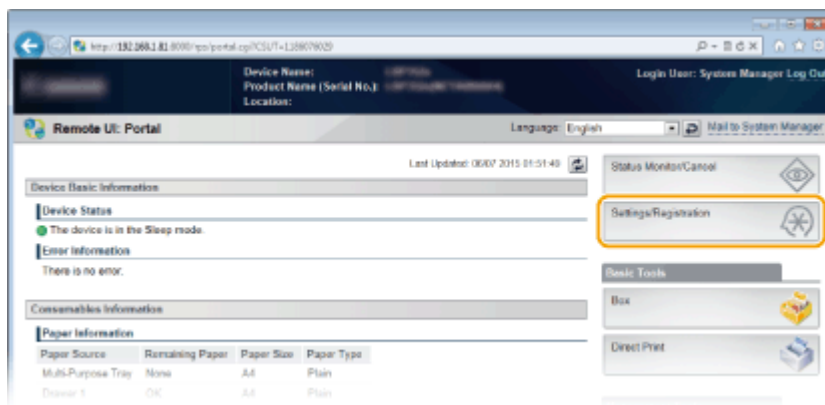 http://192.168.1.81:8000/rps/portal.cgi?CSUT=1189076029
Device Name:
Product Name (Serial No.):
Location:
Login User: System Manager Log Out
Remote UI: Portal
Language: English
Mail to System Manager
Last Updated: 06/07 2015 01:51:49
Device Basic Information
Device Status
The device is in the Sleep mode.
Error Information
There is no error.
Consumables Information
Paper Information
Paper Source Remaining Paper Paper Size Paper Type
Multi-Purpose Tray None A4 Plain
Drawer 1 OK A4 Plain
Status Monitor/Cancel
Settings/Registration
Basic Tools
Box
Direct Print